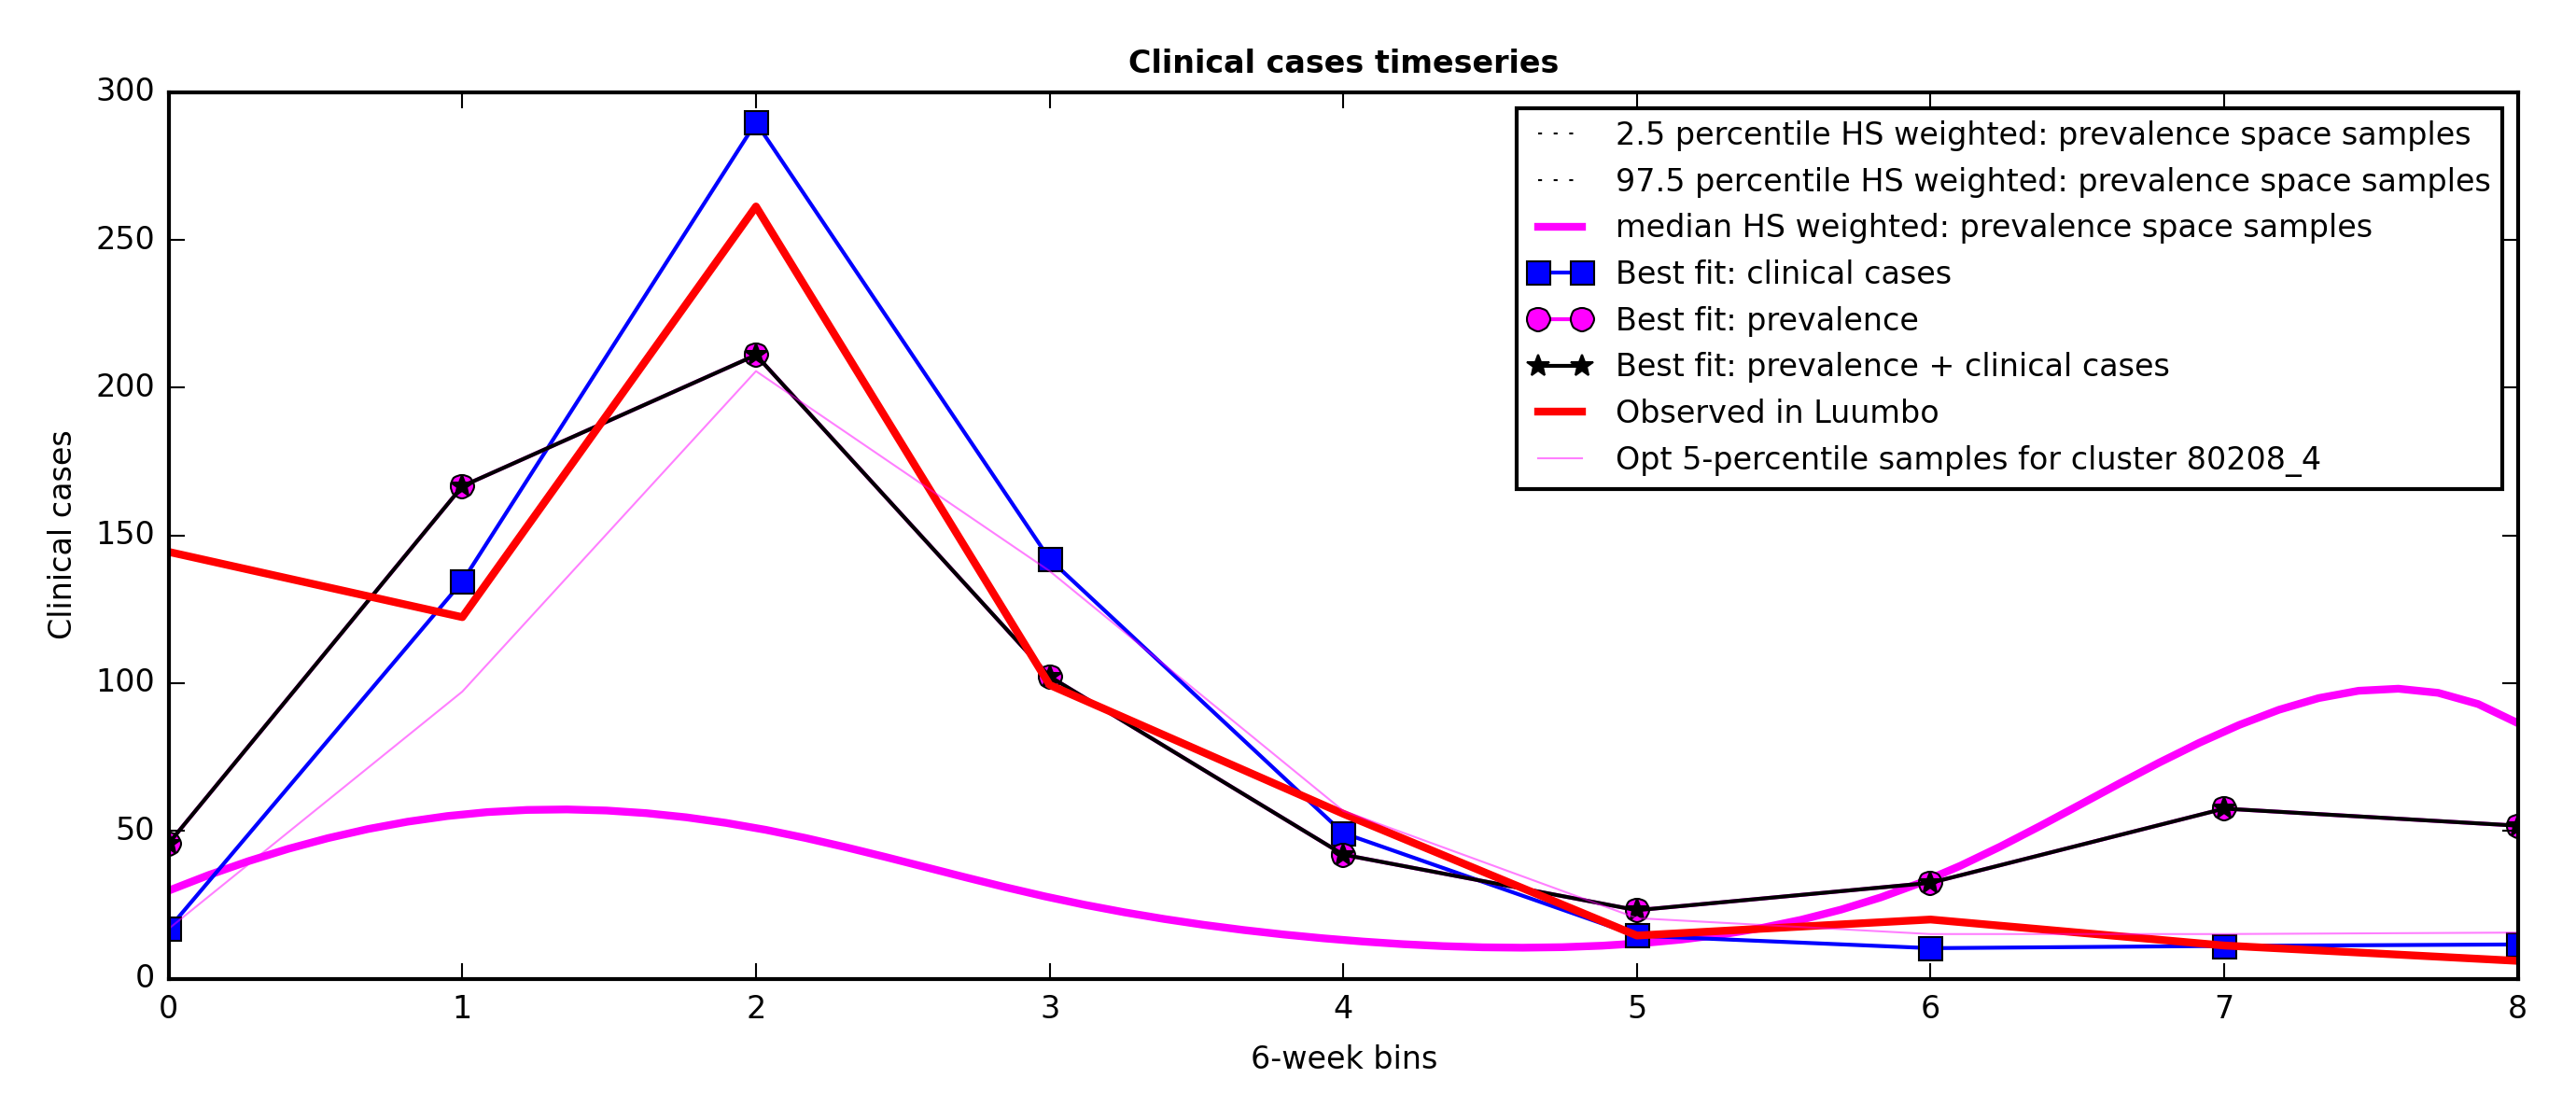 Clinical cases timeseries
300
250
200
150
100
50
0
Clinical cases
2.5 percentile HS weighted: prevalence space samples
97.5 percentile HS weighted: prevalence space samples
median HS weighted: prevalence space samples
Best fit: clinical cases
Best fit: prevalence
Best fit: prevalence + clinical cases
Observed in Luumbo
Opt 5-percentile samples for cluster 80208_4
0 1 2 3 4 5 6 7 8
6-week bins